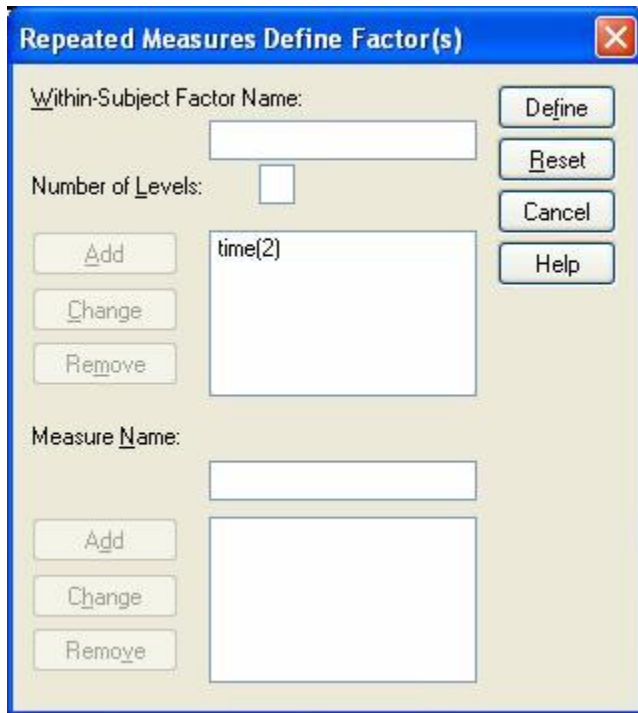 Repeated Measures Define Factor(s)
Within-Subject Factor Name:
Define
Reset
Number of Levels:
Cancel
Add
time(2)
Help
Change
Remove
Measure Name:
Add
Change
Remove